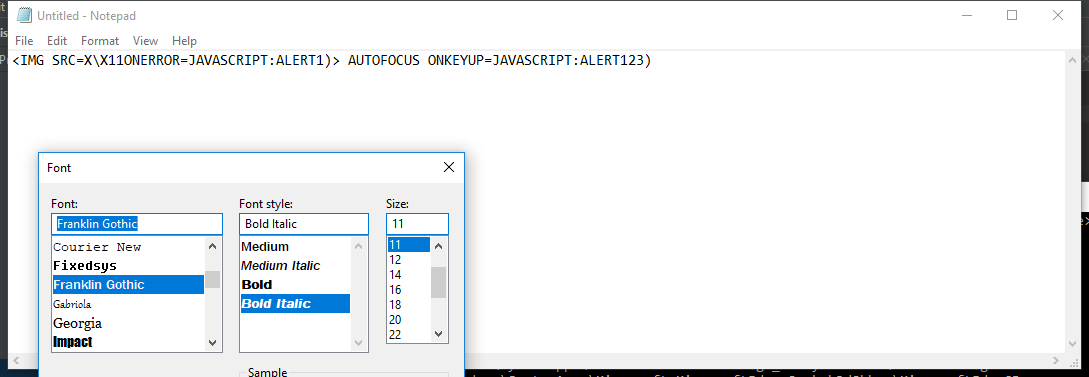 Untitled - Notepad
File Edit Format View Help
<IMG SRC=X\X11ONERROR=JAVASCRIPT:ALERT1)> AUTOFOCUS ONKEYUP=JAVASCRIPT:ALERT123)
Font
Font: Font style: Size:
Franklin Gothic Bold Italic 11
Courier New Medium 11
Fixedsys Medium Italic 12
Franklin Gothic Bold 14
Gabriola Bold Italic 16
Georgia 18
Impact 20
22
Sample